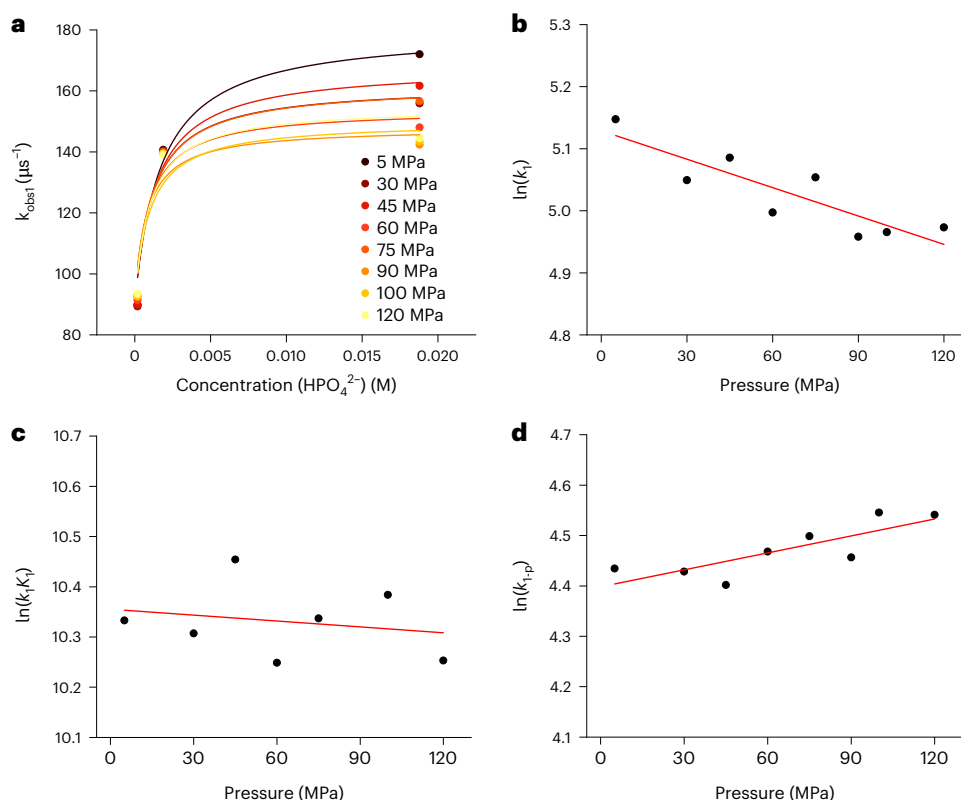 a
180
160
140
120
100
80
k_obs1 (μs⁻¹)
5 MPa
30 MPa
45 MPa
60 MPa
75 MPa
90 MPa
100 MPa
120 MPa
0 0.005 0.010 0.015 0.020
Concentration (HPO₄²⁻) (M)
b
5.3
5.2
5.1
5.0
4.9
4.8
ln(k₁)
0 30 60 90 120
Pressure (MPa)
c
10.7
10.6
10.5
10.4
10.3
10.2
10.1
ln(k₁K₁)
0 30 60 90 120
Pressure (MPa)
d
4.7
4.6
4.5
4.4
4.3
4.2
4.1
ln(k₁₋ₚ)
0 30 60 90 120
Pressure (MPa)